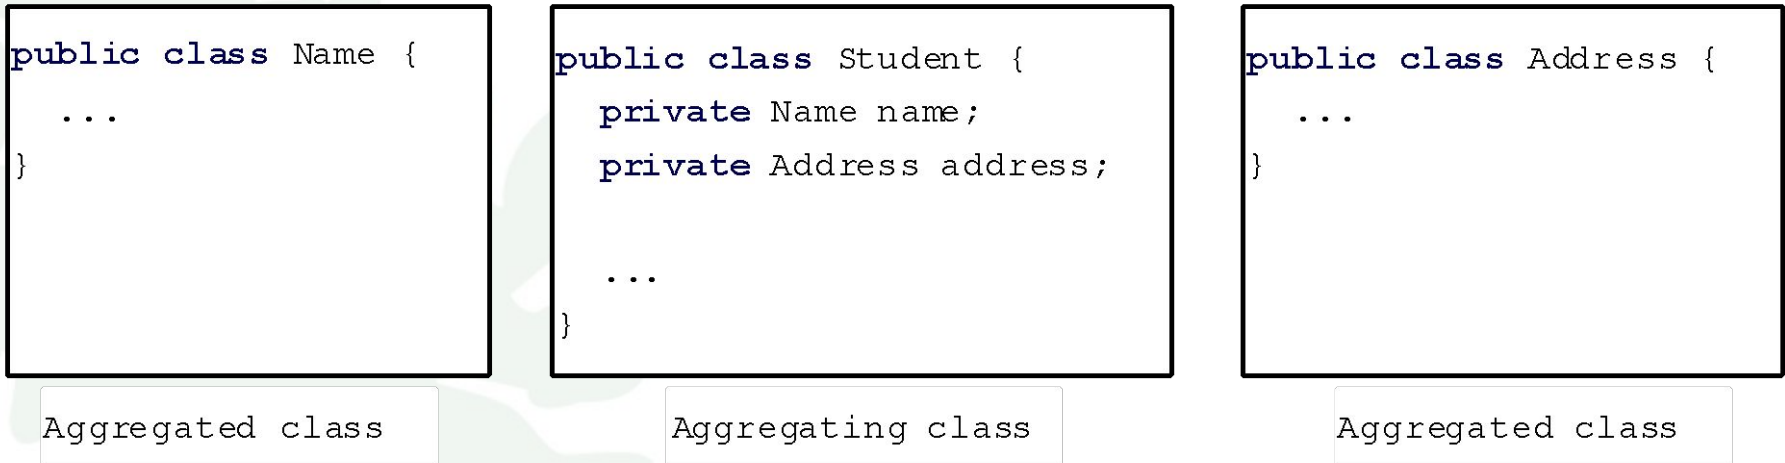 public class Name {
...
}
Aggregated class
public class Student {
private Name name;
private Address address;
...
}
Aggregating class
public class Address {
...
}
Aggregated class